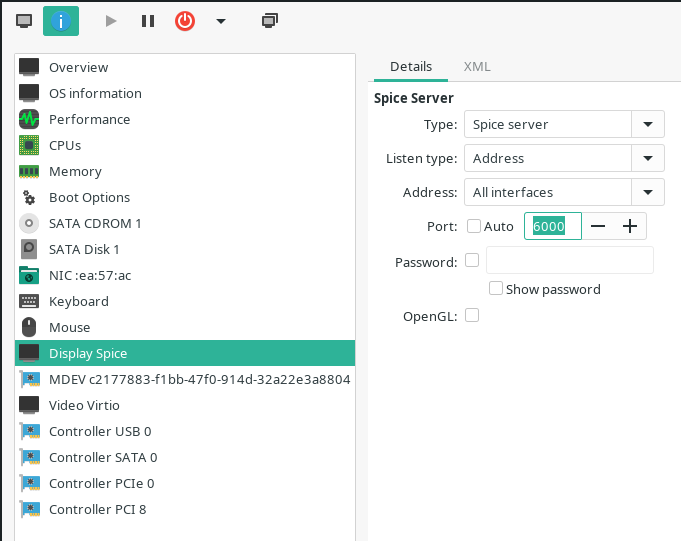 Overview
OS information
Performance
CPUs
Memory
Boot Options
SATA CDROM 1
SATA Disk 1
NIC :ea:57:ac
Keyboard
Mouse
Display Spice
MDEV c2177883-f1bb-47f0-914d-32a22e3a8804
Video Virtio
Controller USB 0
Controller SATA 0
Controller PCIe 0
Controller PCI 8
Details XML
Spice Server
Type: Spice server
Listen type: Address
Address: All interfaces
Port: Auto 6000
Password:
Show password
OpenGL: